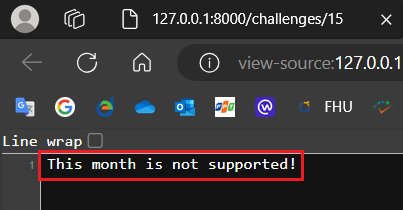 127.0.0.1:8000/challenges/15
view-source:127.0.0.1
FPT
FHU
Line wrap
1 This month is not supported!